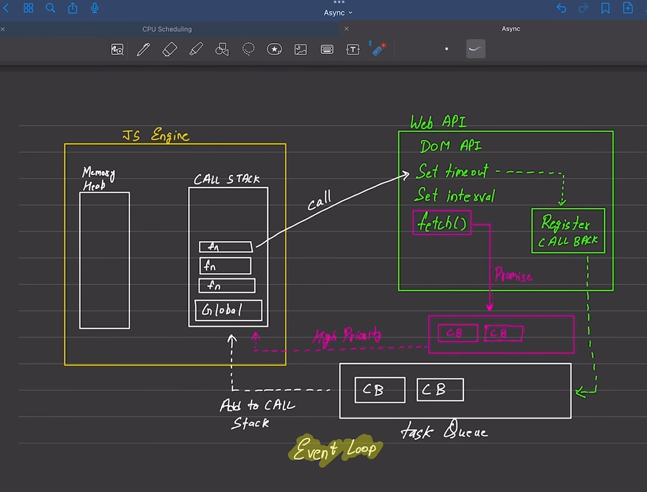 Async
CPU Scheduling
Async
JS Engine
Memory
Heap
CALL STACK
fn
fn
fn
Global
call
Web API
DOM API
Set timeout
Set interval
fetch()
Register
CALL BACK
Promise
CB
CB
High Priority
CB
CB
Add to CALL
Stack
task Queue
Event Loop